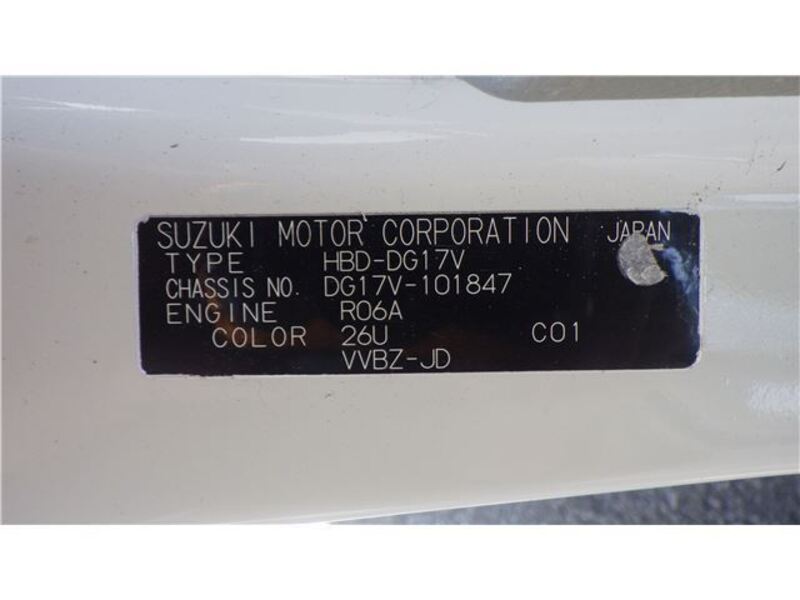 SUZUKI MOTOR CORPORATION JAPAN
TYPE HBD-DG17V
CHASSIS NO. DG17V-101847
ENGINE R06A
COLOR 26U C01
VVBZ-JD